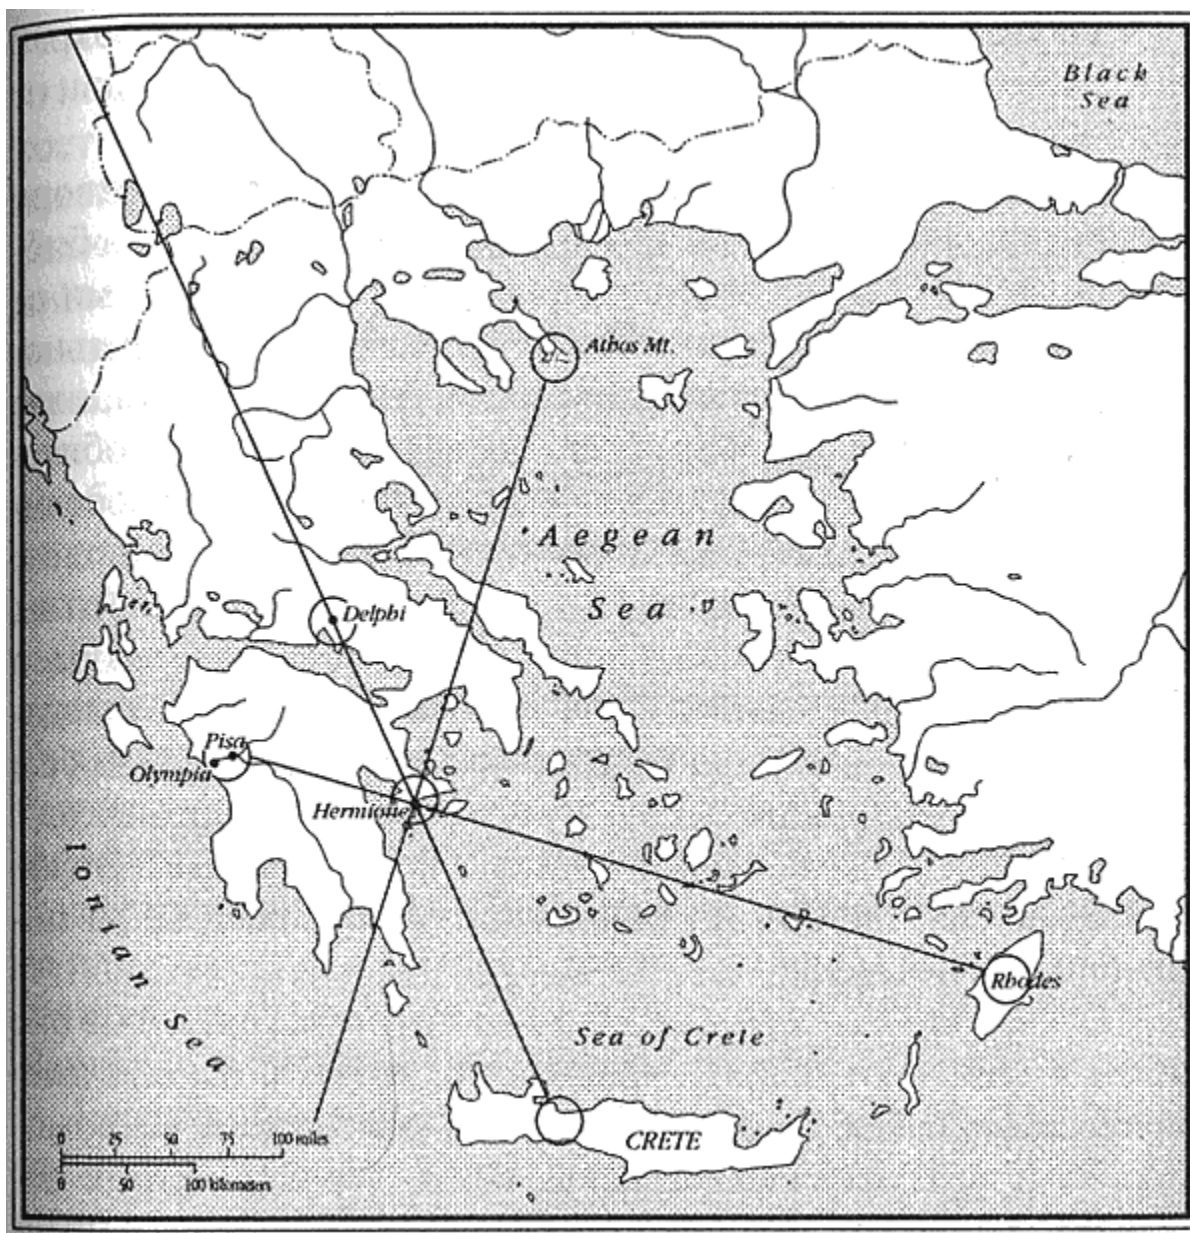 Black
Sea
Athos Mt.
Aegean
Sea
Delphi
Pisa
Olympia
Hermione
Ionian Sea
Rhodes
Sea of Crete
CRETE
0 25 50 75 100 miles
0 50 100 kilometers